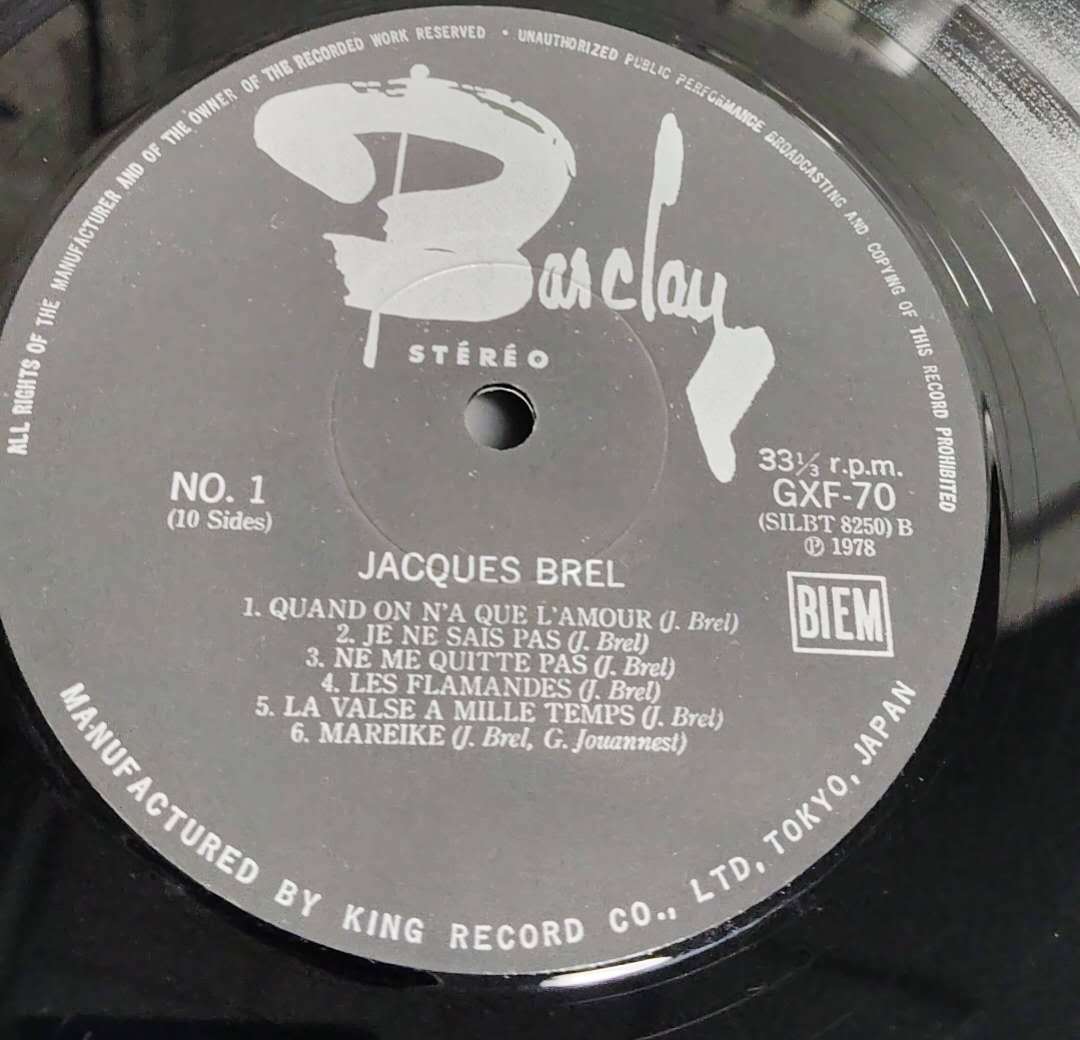 ALL RIGHTS OF THE MANUFACTURER AND OF THE OWNER OF THE RECORDED WORK RESERVED • UNAUTHORIZED PUBLIC PERFORMANCE BROADCASTING AND COPYING OF THIS RECORD PROHIBITED
Barclay
STÉRÉO
33 1/3 r.p.m.
NO. 1
GXF-70
(10 Sides)
(SILBT 8250) B
℗ 1978
JACQUES BREL
BIEM
1. QUAND ON N'A QUE L'AMOUR (J. Brel)
2. JE NE SAIS PAS (J. Brel)
3. NE ME QUITTE PAS (J. Brel)
4. LES FLAMANDES (J. Brel)
5. LA VALSE A MILLE TEMPS (J. Brel)
6. MAREIKE (J. Brel, G. Jouannest)
MANUFACTURED BY KING RECORD CO., LTD, TOKYO, JAPAN